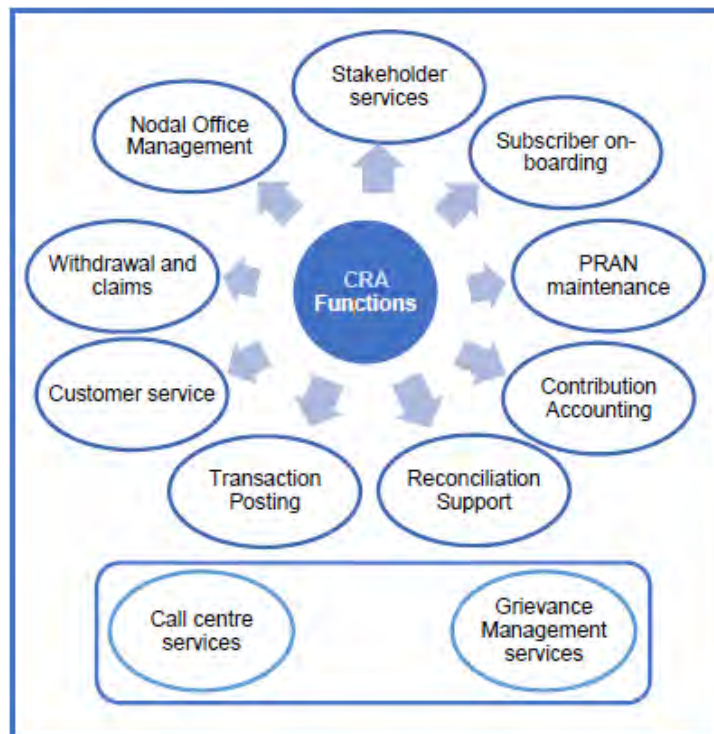 Stakeholder
services
Nodal Office
Management
Subscriber on-
boarding
Withdrawal and
claims
CRA
Functions
PRAN
maintenance
Customer service
Contribution
Accounting
Transaction
Posting
Reconciliation
Support
Call centre
services
Grievance
Management
services